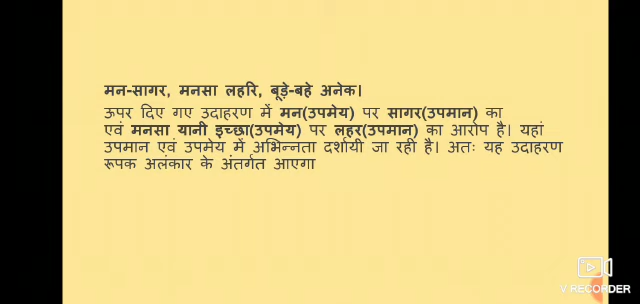 मन-सागर, मनसा लहरि, बूड़े-बहे अनेक।
ऊपर दिए गए उदाहरण में मन(उपमेय) पर सागर(उपमान) का
एवं मनसा यानी इच्छा(उपमेय) पर लहर(उपमान) का आरोप है। यहां
उपमान एवं उपमेय में अभिन्नता दर्शायी जा रही है। अतः यह उदाहरण
रूपक अलंकार के अंतर्गत आएगा
V.RECORDER